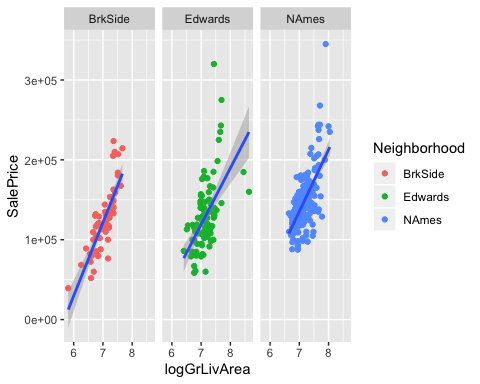 BrkSide Edwards NAmes
3e+05
2e+05
1e+05
0e+00
SalePrice
6 7 8 6 7 8 6 7 8
logGrLivArea
Neighborhood
BrkSide
Edwards
NAmes